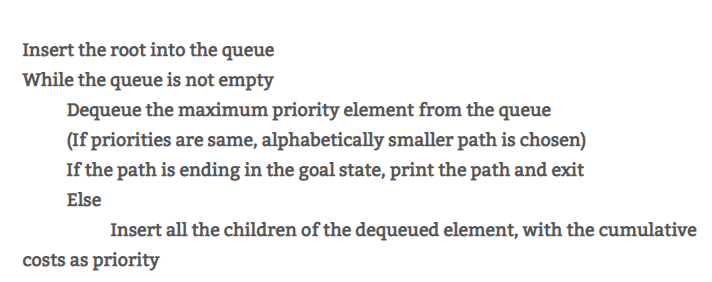 Insert the root into the queue
While the queue is not empty
Dequeue the maximum priority element from the queue
(If priorities are same, alphabetically smaller path is chosen)
If the path is ending in the goal state, print the path and exit
Else
Insert all the children of the dequeued element, with the cumulative
costs as priority